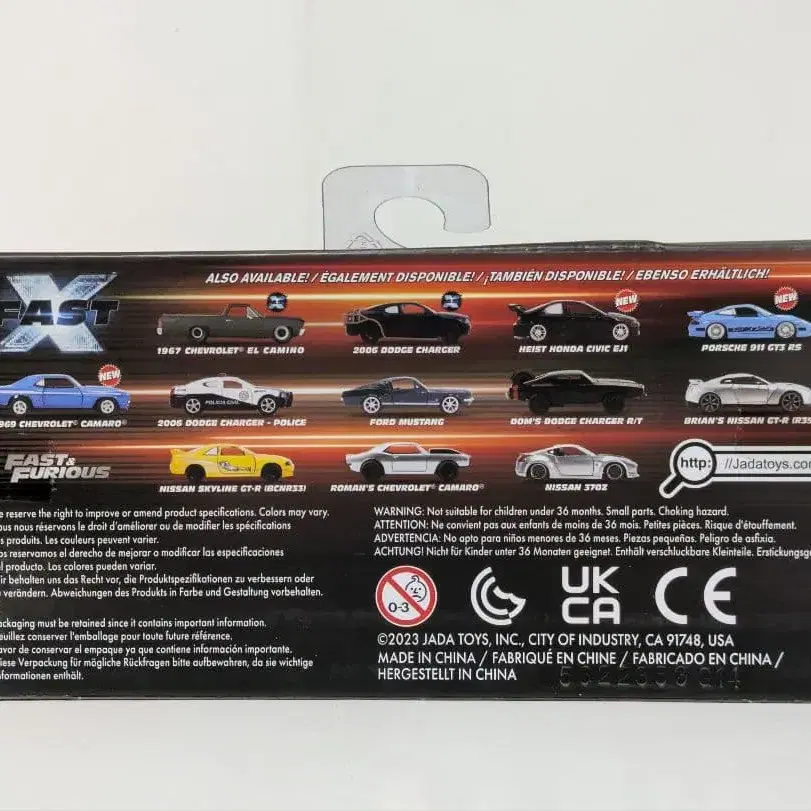 ALSO AVAILABLE! / ÉGALEMENT DISPONIBLE! / ¡TAMBIÉN DISPONIBLE! / EBENSO ERHÄLTLICH!
FAST X
NEW NEW
1967 CHEVROLET® EL CAMINO 2006 DODGE CHARGER HEIST HONDA CIVIC EJ1 PORSCHE 911 GT3 RS
NEW
POLICIA CIVIL
969 CHEVROLET® CAMARO® 2006 DODGE CHARGER - POLICE FORD MUSTANG DOM'S DODGE CHARGER R/T BRIAN'S NISSAN GT-R (R35
FAST &
FURIOUS
http: //Jadatoys.com
NISSAN SKYLINE GT-R (BCNR33) ROMAN'S CHEVROLET® CAMARO® NISSAN 370Z
e reserve the right to improve or amend product specifications. Colors may vary.
ous nous réservons le droit d'améliorer ou de modifier les spécifications
s produits. Les couleurs peuvent varier.
os reservamos el derecho de mejorar o modificar las especificaciones
l producto. Los colores pueden variar.
ir behalten uns das Recht vor, die Produktspezifikationen zu verbessern oder
verändern. Abweichungen des Produkts in Farbe und Gestaltung vorbehalten.
ackaging must be retained since it contains important information.
euillez conserver l'emballage pour toute future référence.
avor de conservar el empaque ya que contiene información importante.
iese Verpackung für mögliche Rückfragen bitte aufbewahren, da sie wichtige
formationen enthält.
WARNING: Not suitable for children under 36 months. Small parts. Choking hazard.
ATTENTION: Ne convient pas aux enfants de moins de 36 mois. Petites pièces. Risque d'étouffement.
ADVERTENCIA: No apto para niños menores de 36 meses. Piezas pequeñas. Peligro de asfixia.
ACHTUNG! Nicht für Kinder unter 36 Monaten geeignet. Enthält verschluckbare Kleinteile. Erstickungsg
0-3
UK
CA
CE
©2023 JADA TOYS, INC., CITY OF INDUSTRY, CA 91748, USA
MADE IN CHINA / FABRIQUÉ EN CHINE / FABRICADO EN CHINA /
HERGESTELLT IN CHINA